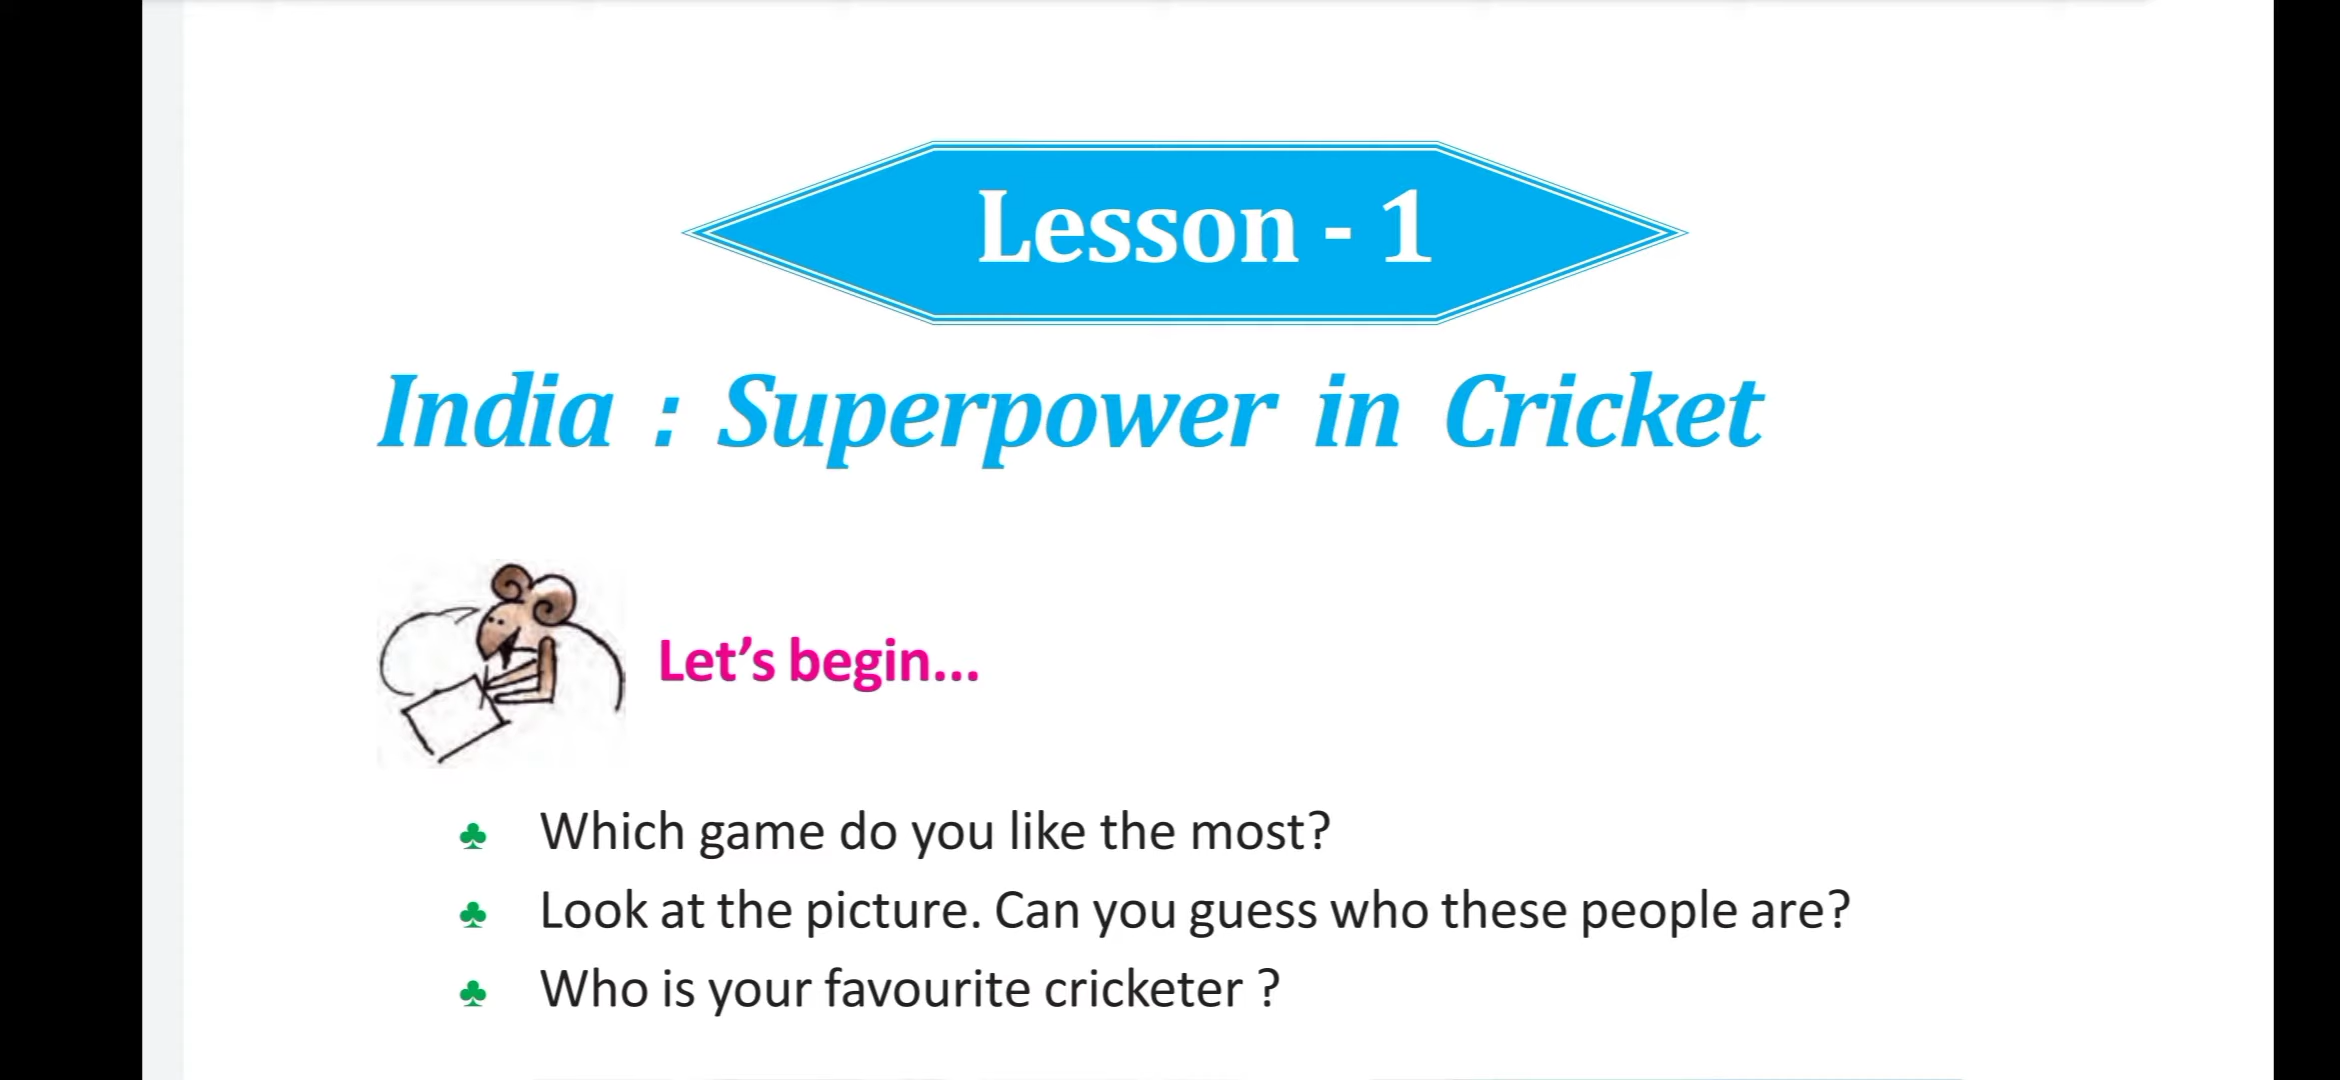 Lesson - 1
India : Superpower in Cricket
Let’s begin...
♣ Which game do you like the most?
♣ Look at the picture. Can you guess who these people are?
♣ Who is your favourite cricketer ?